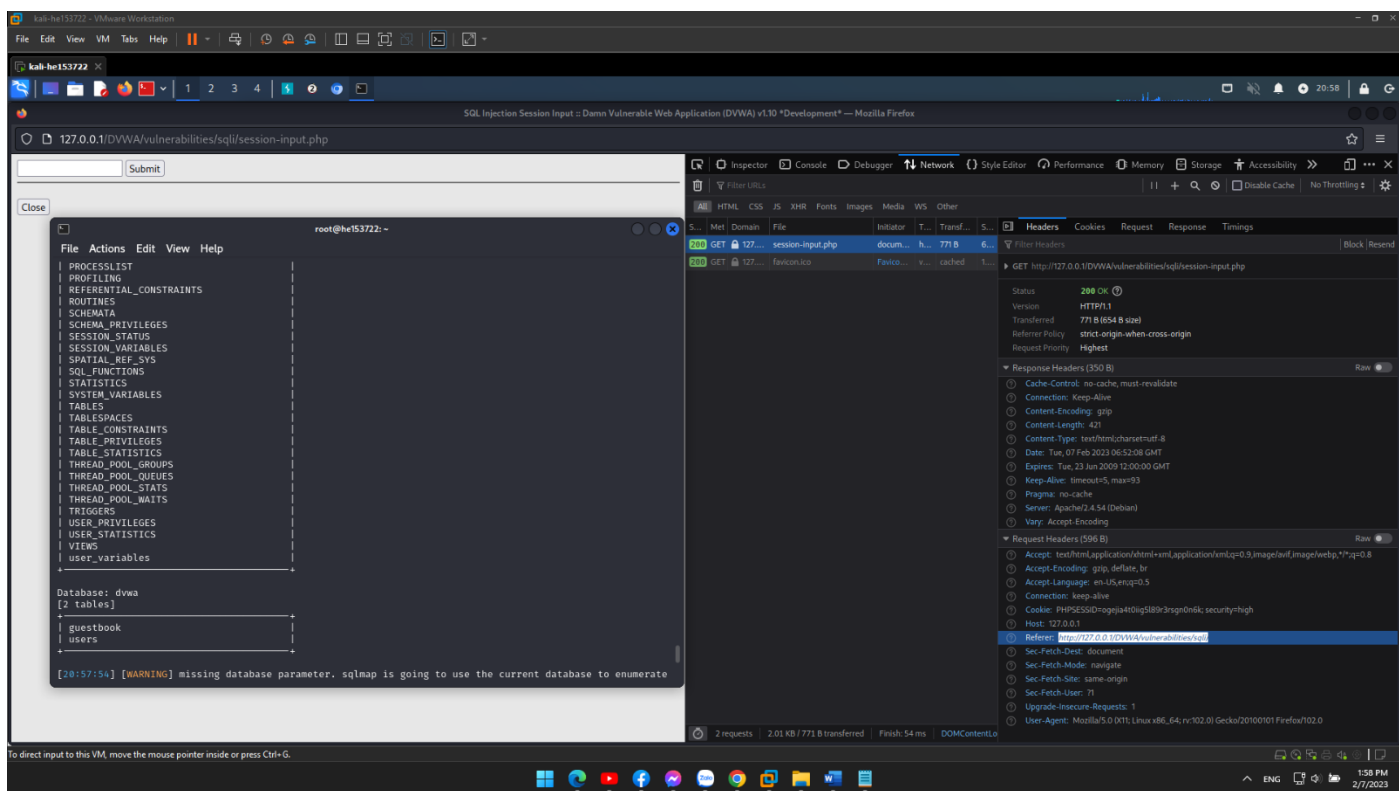 kali-he153722 - VMware Workstation
File Edit View VM Tabs Help
kali-he153722
1 2 3 4
20:58
SQL Injection Session Input :: Damn Vulnerable Web Application (DVWA) v1.10 *Development* — Mozilla Firefox
127.0.0.1/DVWA/vulnerabilities/sqli/session-input.php
Submit
Close
root@he153722: ~
File Actions Edit View Help
| PROCESSLIST |
| PROFILING |
| REFERENTIAL_CONSTRAINTS |
| ROUTINES |
| SCHEMATA |
| SCHEMA_PRIVILEGES |
| SESSION_STATUS |
| SESSION_VARIABLES |
| SPATIAL_REF_SYS |
| SQL_FUNCTIONS |
| STATISTICS |
| SYSTEM_VARIABLES |
| TABLES |
| TABLESPACES |
| TABLE_CONSTRAINTS |
| TABLE_PRIVILEGES |
| TABLE_STATISTICS |
| THREAD_POOL_GROUPS |
| THREAD_POOL_QUEUES |
| THREAD_POOL_STATS |
| THREAD_POOL_WAITS |
| TRIGGERS |
| USER_PRIVILEGES |
| USER_STATISTICS |
| VIEWS |
| user_variables |
Database: dvwa
[2 tables]
| guestbook |
| users |
[20:57:54] [WARNING] missing database parameter. sqlmap is going to use the current database to enumerate
Inspector Console Debugger Network Style Editor Performance Memory Storage Accessibility
Filter URLs
Disable Cache No Throttling
All HTML CSS JS XHR Fonts Images Media WS Other
S... Met Domain File Initiator T... Transf... S...
200 GET 127.... session-input.php docum... h... 771 B 6...
200 GET 127.... favicon.ico Favico... v... cached 1...
Headers Cookies Request Response Timings
Filter Headers Block Resend
GET http://127.0.0.1/DVWA/vulnerabilities/sqli/session-input.php
Status 200 OK
Version HTTP/1.1
Transferred 771 B (654 B size)
Referrer Policy strict-origin-when-cross-origin
Request Priority Highest
Response Headers (350 B) Raw
Cache-Control: no-cache, must-revalidate
Connection: Keep-Alive
Content-Encoding: gzip
Content-Length: 421
Content-Type: text/html;charset=utf-8
Date: Tue, 07 Feb 2023 06:52:08 GMT
Expires: Tue, 23 Jun 2009 12:00:00 GMT
Keep-Alive: timeout=5, max=93
Pragma: no-cache
Server: Apache/2.4.54 (Debian)
Vary: Accept-Encoding
Request Headers (596 B) Raw
Accept: text/html,application/xhtml+xml,application/xml;q=0.9,image/avif,image/webp,*/*;q=0.8
Accept-Encoding: gzip, deflate, br
Accept-Language: en-US,en;q=0.5
Connection: keep-alive
Cookie: security=high
Host: 127.0.0.1
Referer: http://127.0.0.1/DVWA/vulnerabilities/sqli/
Sec-Fetch-Dest: document
Sec-Fetch-Mode: navigate
Sec-Fetch-Site: same-origin
Sec-Fetch-User: ?1
Upgrade-Insecure-Requests: 1
User-Agent: Mozilla/5.0 (X11; Linux x86_64; rv:102.0) Gecko/20100101 Firefox/102.0
2 requests 2.01 KB / 771 B transferred Finish: 54 ms DOMContentLo
To direct input to this VM, move the mouse pointer inside or press Ctrl+G.
Zalo
ENG
1:58 PM
2/7/2023